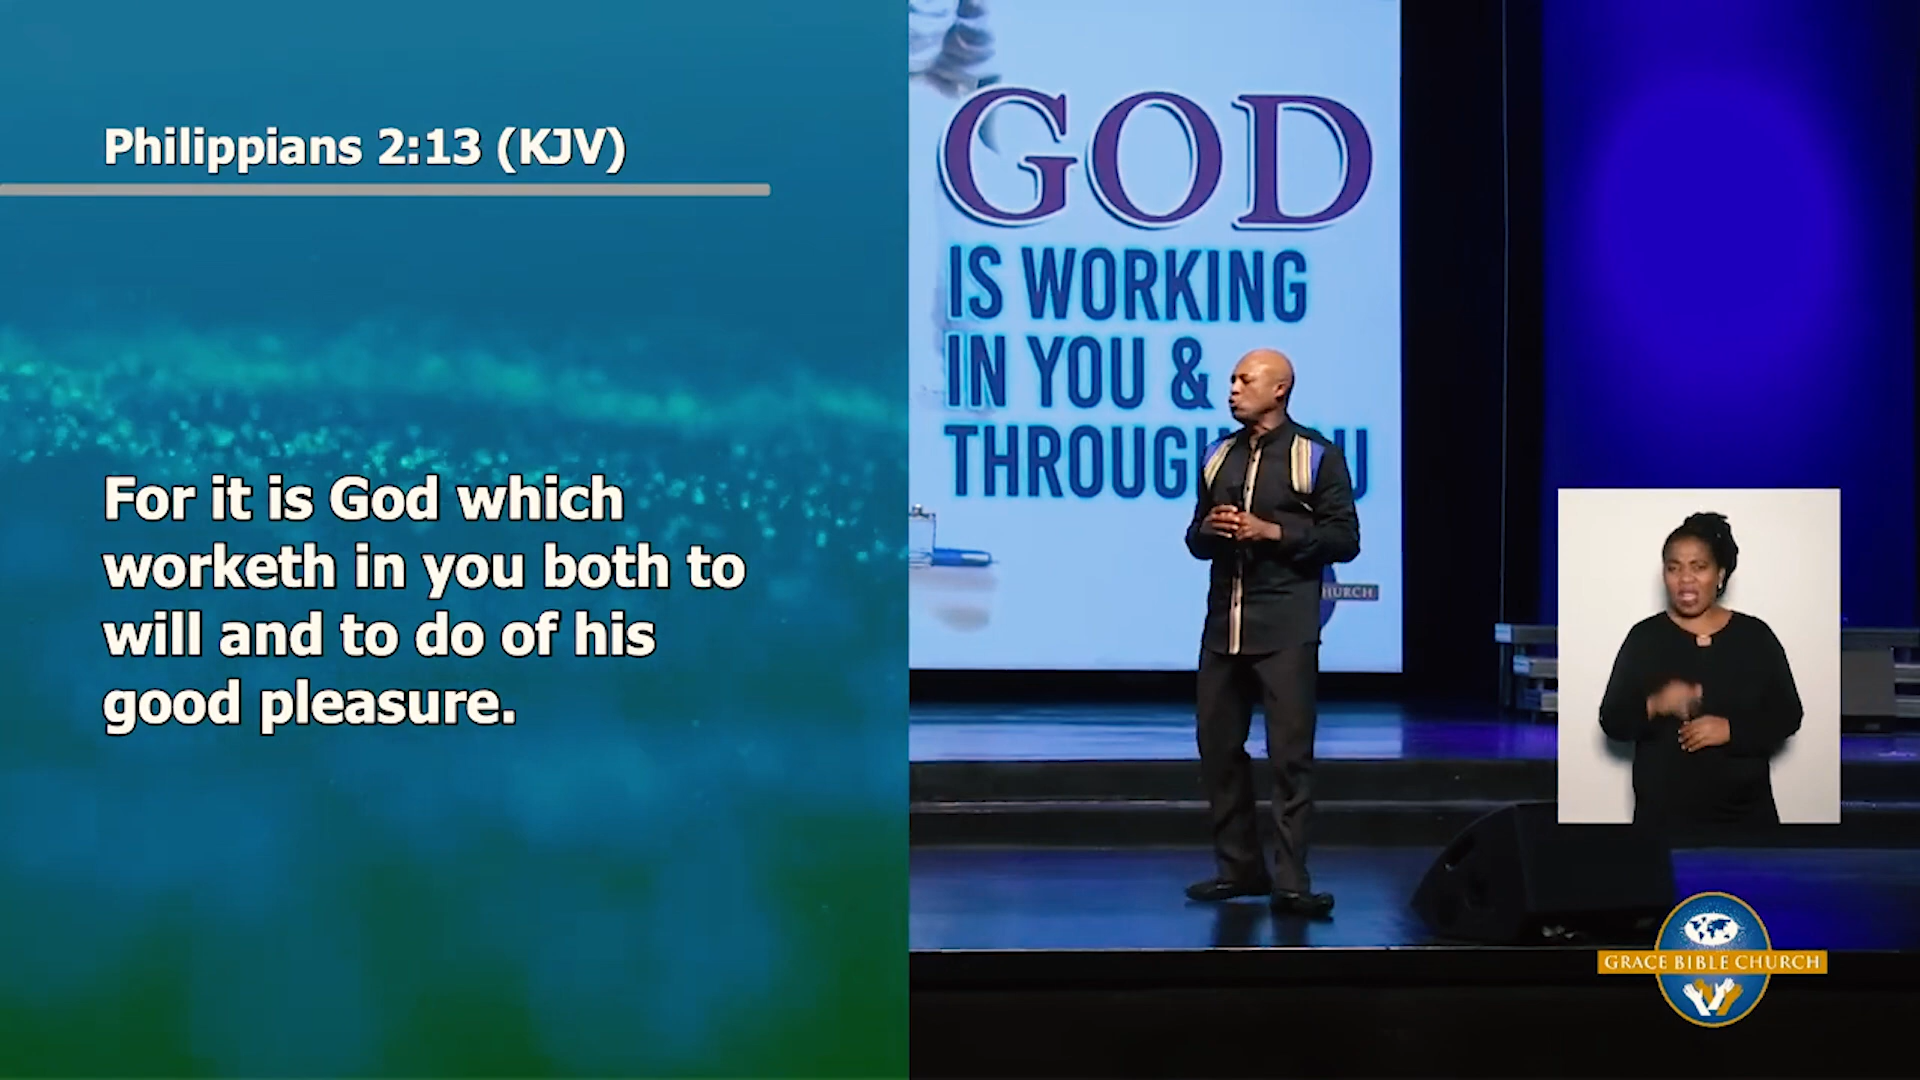 Philippians 2:13 (KJV)
For it is God which
worketh in you both to
will and to do of his
good pleasure.
GOD
IS WORKING
IN YOU &
THROUGH
GRACE BIBLE CHURCH